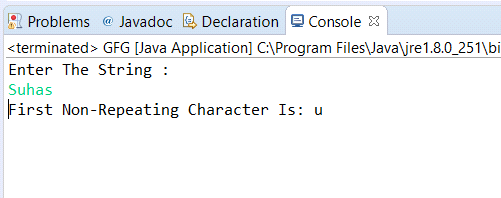 Problems @ Javadoc Declaration Console
<terminated> GFG [Java Application] C:\Program Files\Java\jre1.8.0_251\bi
Enter The String :
Suhas
First Non-Repeating Character Is: u